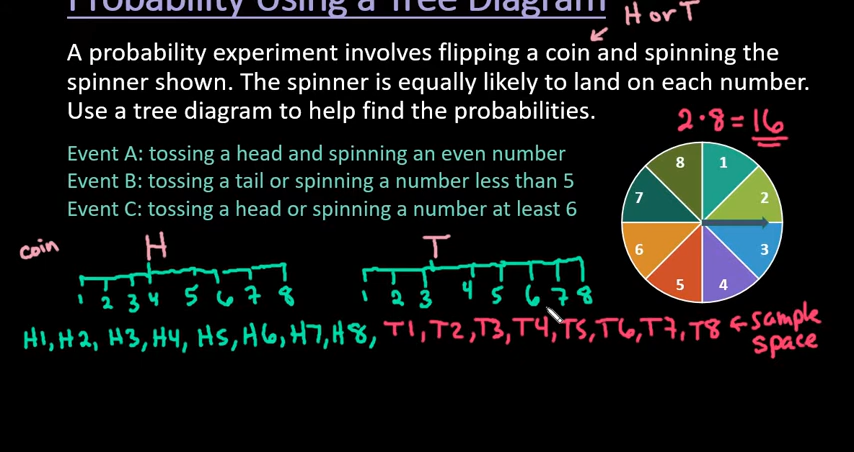 Probability Using a Tree Diagram
H or T
A probability experiment involves flipping a coin and spinning the
spinner shown. The spinner is equally likely to land on each number.
Use a tree diagram to help find the probabilities.
2·8=16
Event A: tossing a head and spinning an even number
Event B: tossing a tail or spinning a number less than 5
Event C: tossing a head or spinning a number at least 6
8 1
7 2
6 3
5 4
coin H T
1 2 3 4 5 6 7 8 1 2 3 4 5 6 7 8
H1, H2, H3, H4, H5, H6, H7, H8, T1, T2, T3, T4, T5, T6, T7, T8 ← sample
space